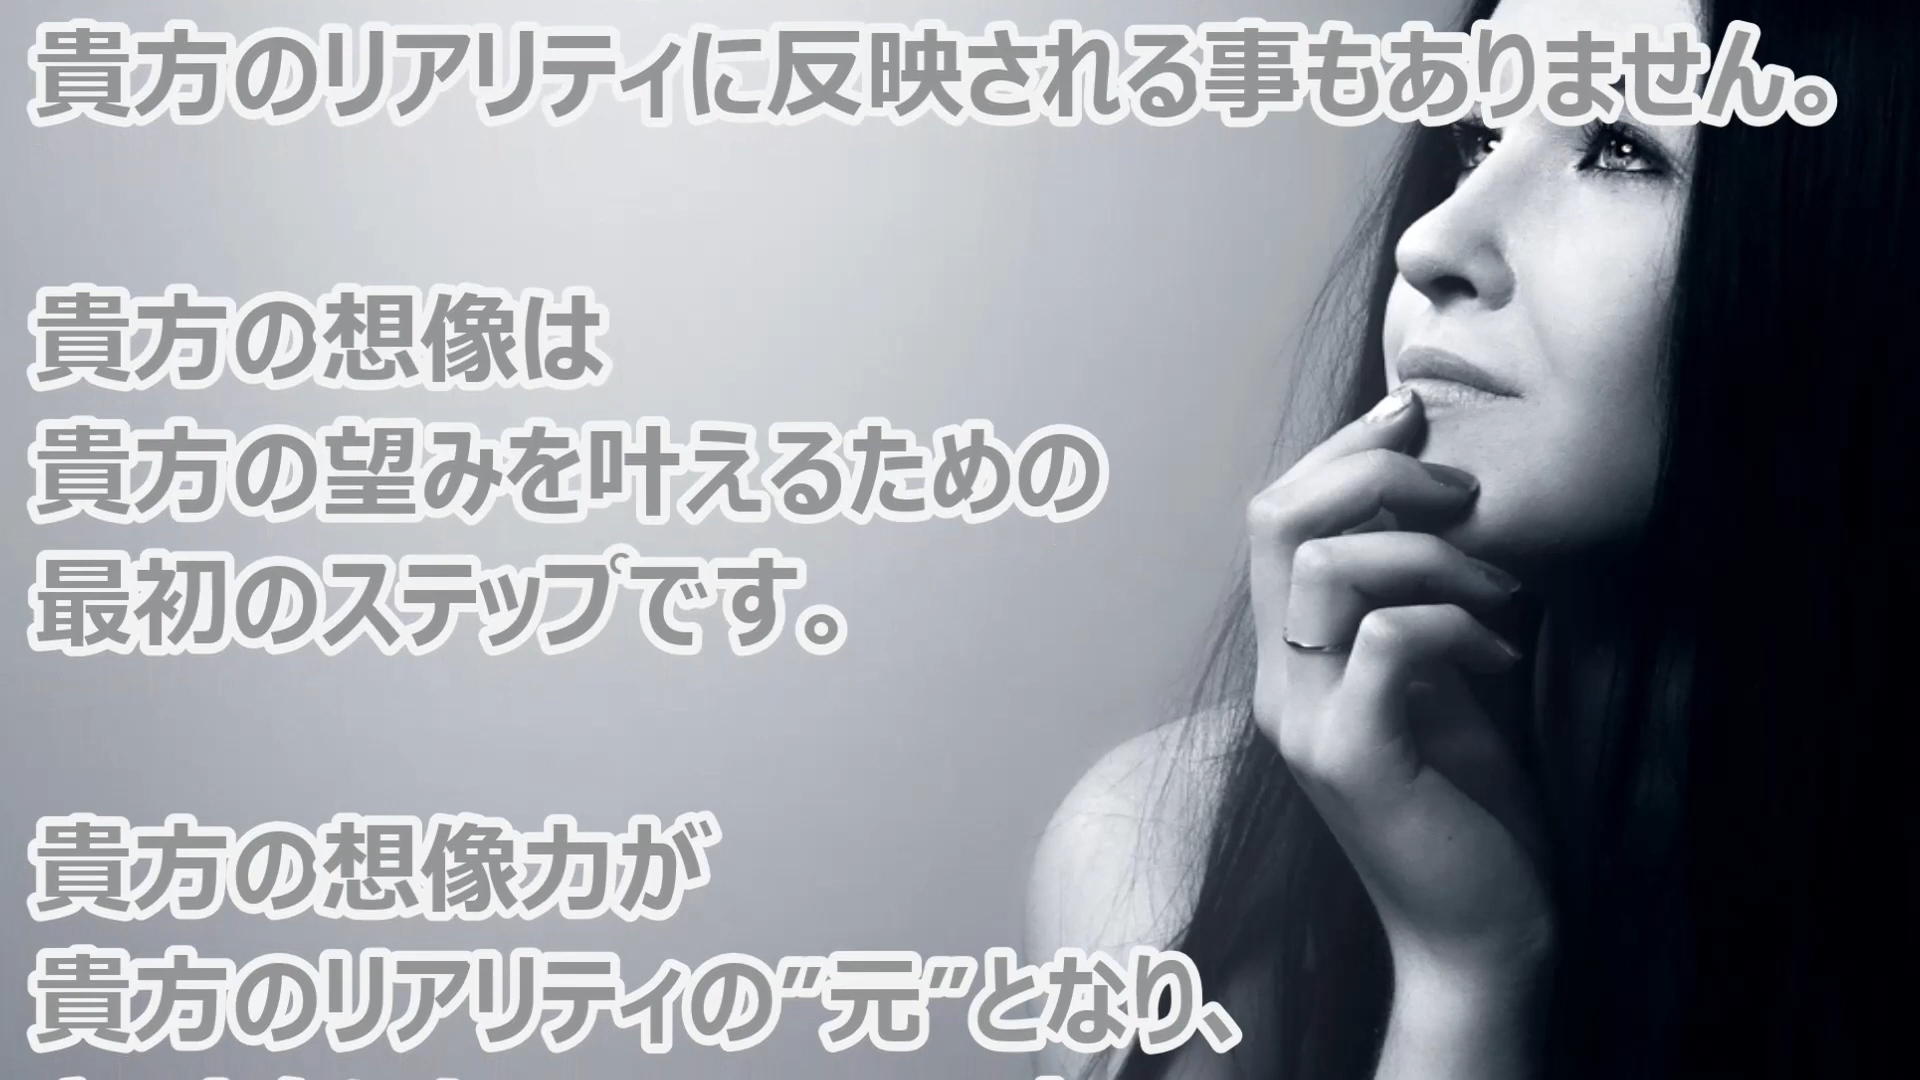 貴方のリアリティに反映される事もありません。
貴方の想像は
貴方の望みを叶えるための
最初のステップです。
貴方の想像力が
貴方のリアリティの"元"となり、